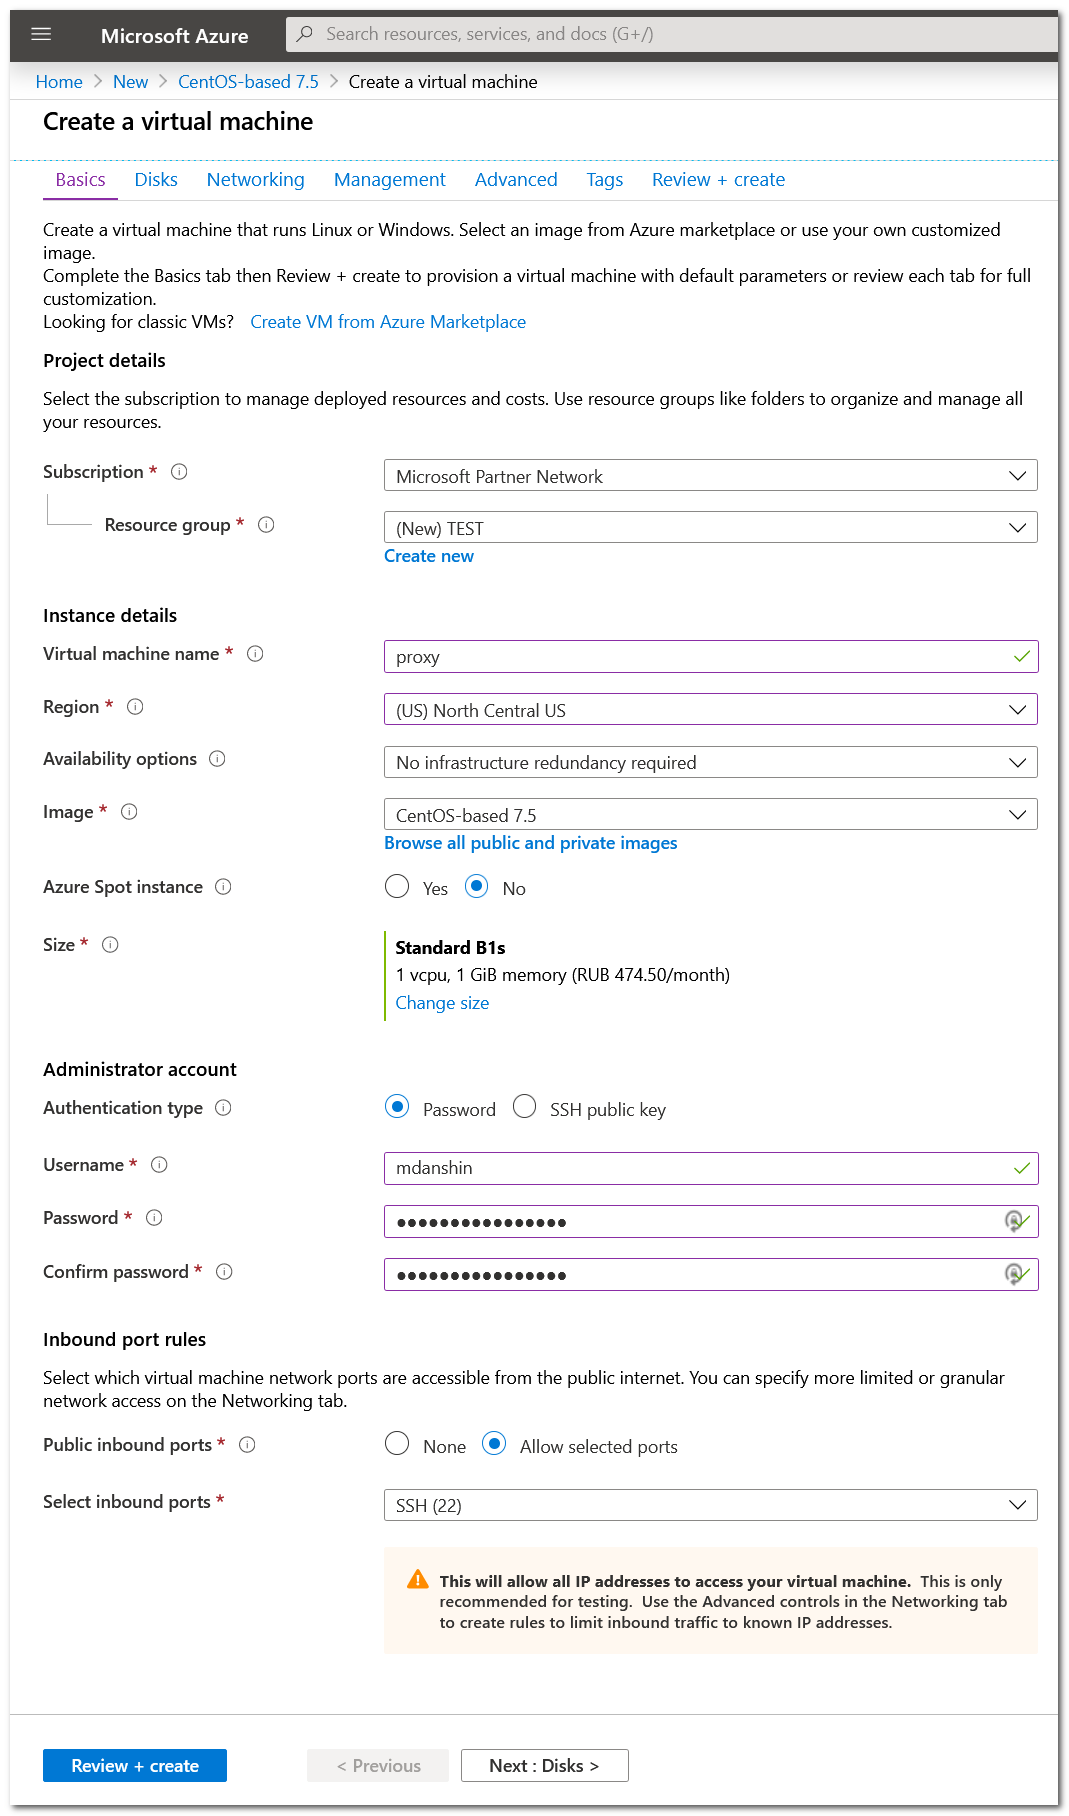 Microsoft Azure
Search resources, services, and docs (G+/)
Home > New > CentOS-based 7.5 > Create a virtual machine
Create a virtual machine
Basics Disks Networking Management Advanced Tags Review + create
Create a virtual machine that runs Linux or Windows. Select an image from Azure marketplace or use your own customized
image.
Complete the Basics tab then Review + create to provision a virtual machine with default parameters or review each tab for full
customization.
Looking for classic VMs? Create VM from Azure Marketplace
Project details
Select the subscription to manage deployed resources and costs. Use resource groups like folders to organize and manage all
your resources.
Subscription *
Microsoft Partner Network
Resource group *
(New) TEST
Create new
Instance details
Virtual machine name *
proxy
Region *
(US) North Central US
Availability options
No infrastructure redundancy required
Image *
CentOS-based 7.5
Browse all public and private images
Azure Spot instance
Yes No
Size *
Standard B1s
1 vcpu, 1 GiB memory (RUB 474.50/month)
Change size
Administrator account
Authentication type
Password SSH public key
Username *
mdanshin
Password *
●●●●●●●●●●●●●●●●
Confirm password *
●●●●●●●●●●●●●●●●
Inbound port rules
Select which virtual machine network ports are accessible from the public internet. You can specify more limited or granular
network access on the Networking tab.
Public inbound ports *
None Allow selected ports
Select inbound ports *
SSH (22)
This will allow all IP addresses to access your virtual machine. This is only
recommended for testing. Use the Advanced controls in the Networking tab
to create rules to limit inbound traffic to known IP addresses.
Review + create < Previous Next : Disks >